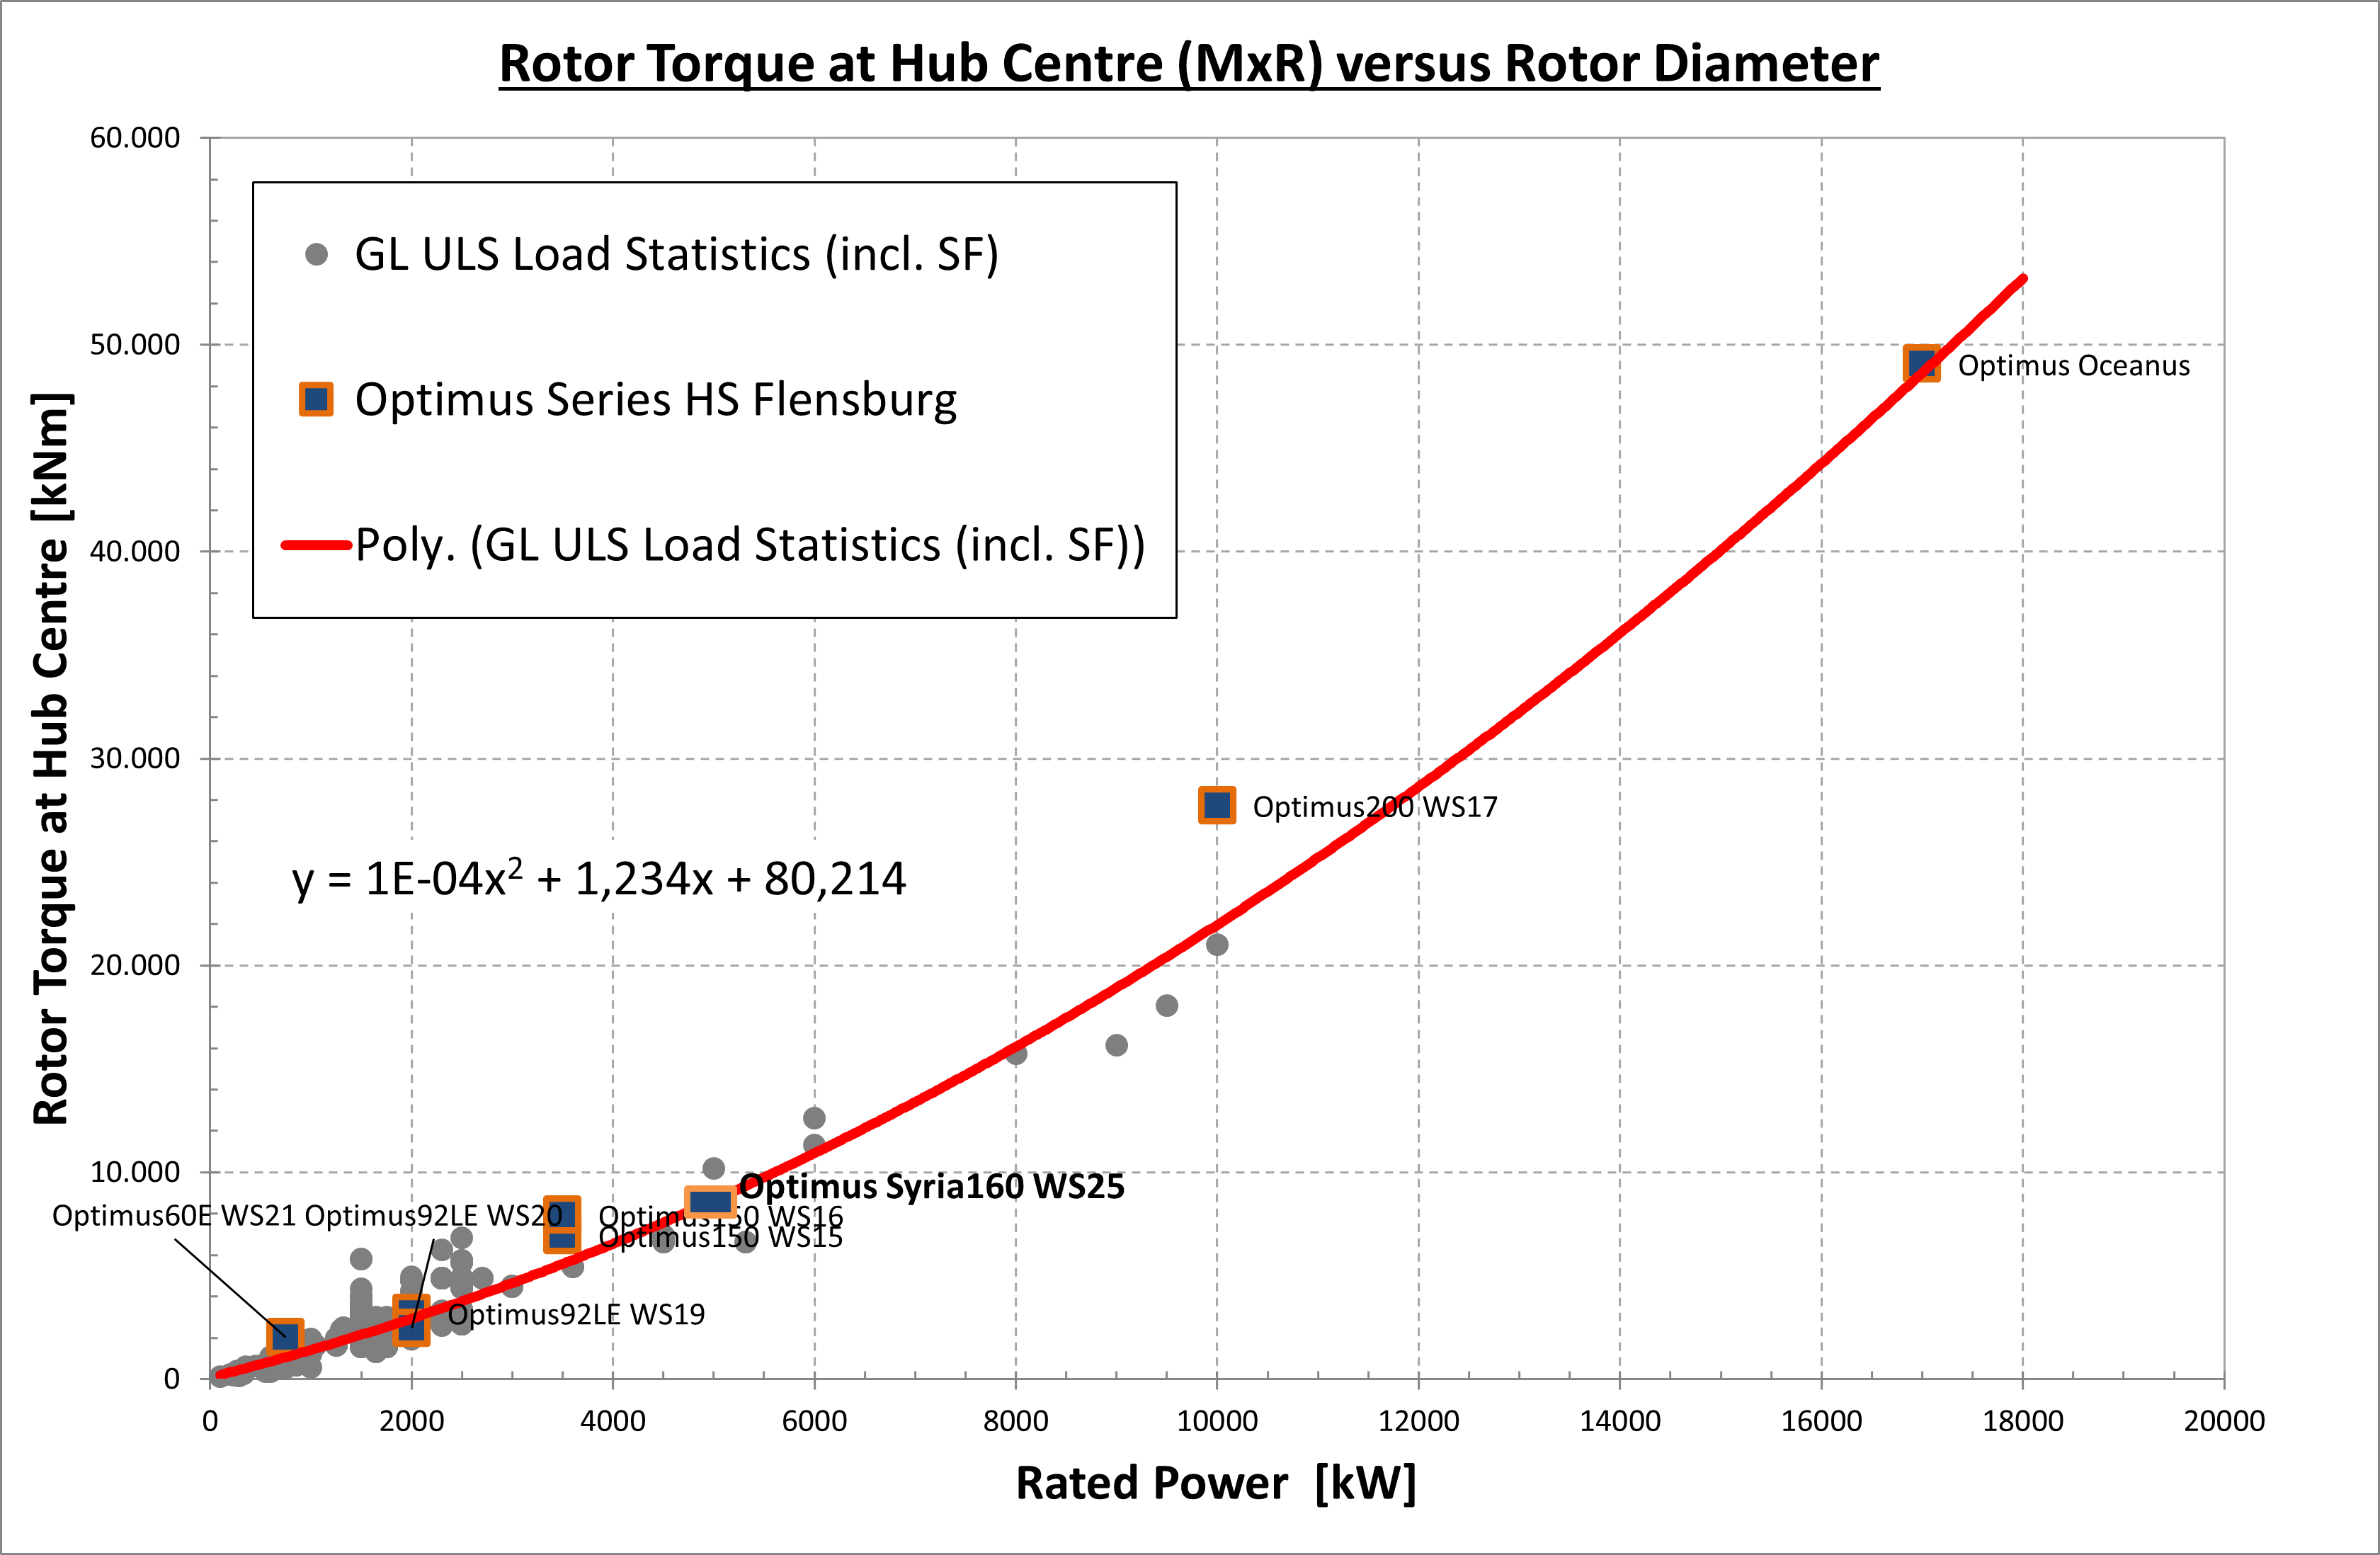 Rotor Torque at Hub Centre (MxR) versus Rotor Diameter
Rotor Torque at Hub Centre [kNm]
60.000
50.000
40.000
30.000
20.000
10.000
0
GL ULS Load Statistics (incl. SF)
Optimus Series HS Flensburg
Poly. (GL ULS Load Statistics (incl. SF))
y = 1E-04x² + 1,234x + 80,214
Optimus Oceanus
Optimus200 WS17
Optimus Syria160 WS25
Optimus150 WS16
Optimus150 WS15
Optimus60E WS21
Optimus92LE WS20
Optimus92LE WS19
0
2000
4000
6000
8000
10000
12000
14000
16000
18000
20000
Rated Power [kW]